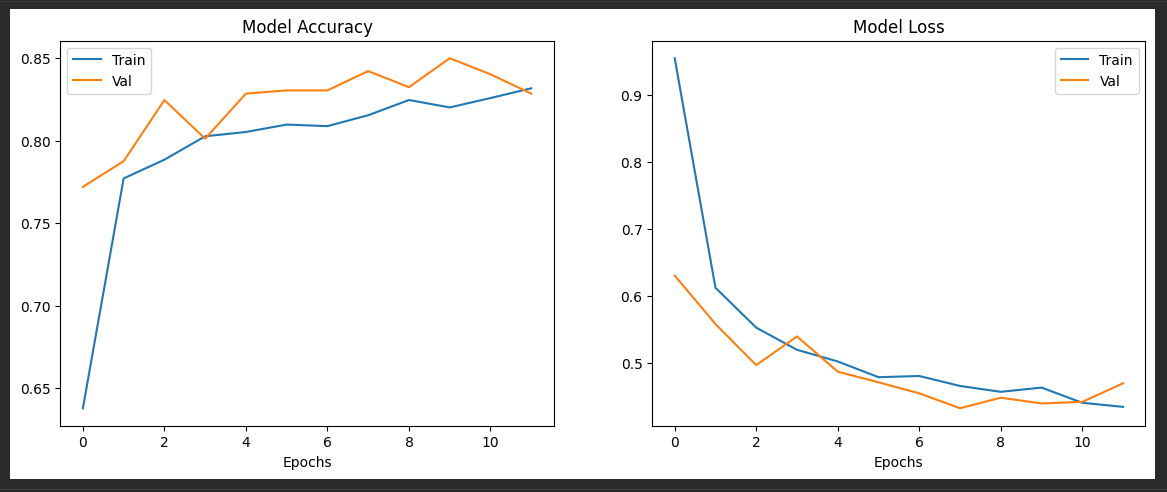 Model Accuracy
Train
Val
0.85
0.80
0.75
0.70
0.65
0 2 4 6 8 10
Epochs
Model Loss
Train
Val
0.9
0.8
0.7
0.6
0.5
0 2 4 6 8 10
Epochs